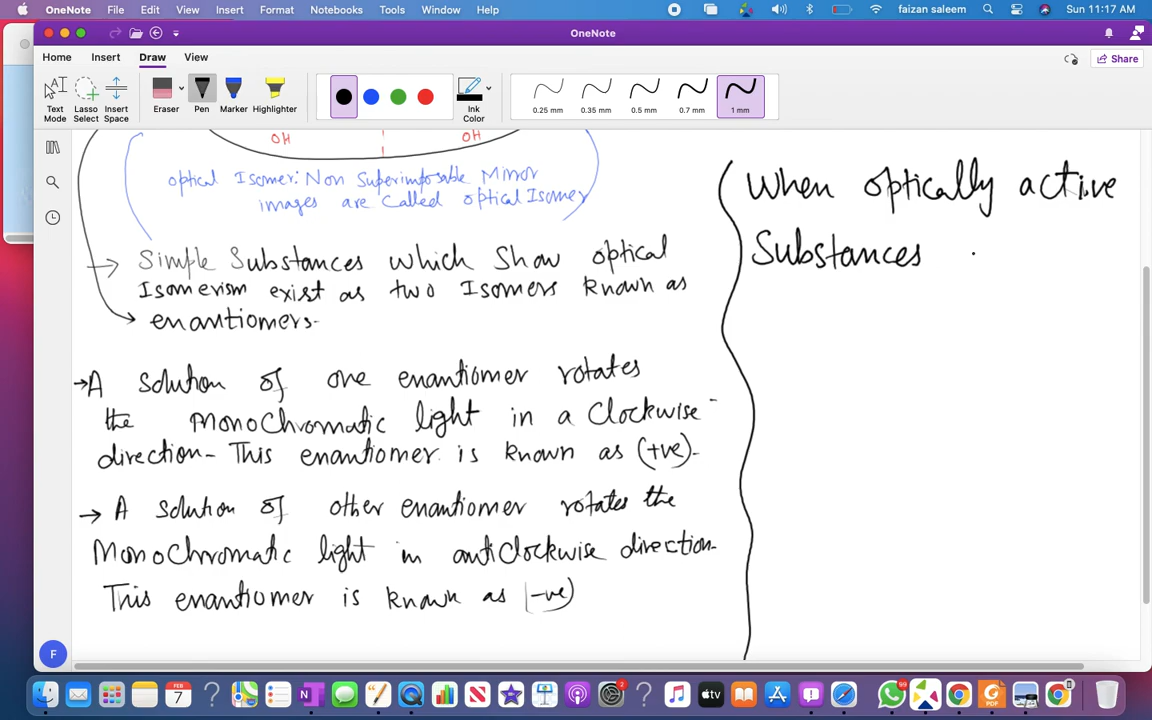 OneNote File Edit View Insert Format Notebooks Tools Window Help faizan saleem Sun 11:17 AM
OneNote
Home Insert Draw View Share
Text Mode Lasso Select Insert Space Eraser Pen Marker Highlighter Ink Color 0.25 mm 0.35 mm 0.5 mm 0.7 mm 1 mm
OH OH
optical Isomer: Non Superimposable Mirror
images are Called optical Isomer
Simple Substances which Show optical
Isomerism exist as two Isomers known as
enantiomers-
→A solution of one enantiomer rotates
the MonoChromatic light in a Clockwise-
direction- This enantiomer is known as (+ve)-
→ A solution of other enantiomer rotates the
MonoChromatic light in antiClockwise direction-
This enantiomer is known as (-ve)
When optically active
Substances
F
FEB
7
2
99
PDF